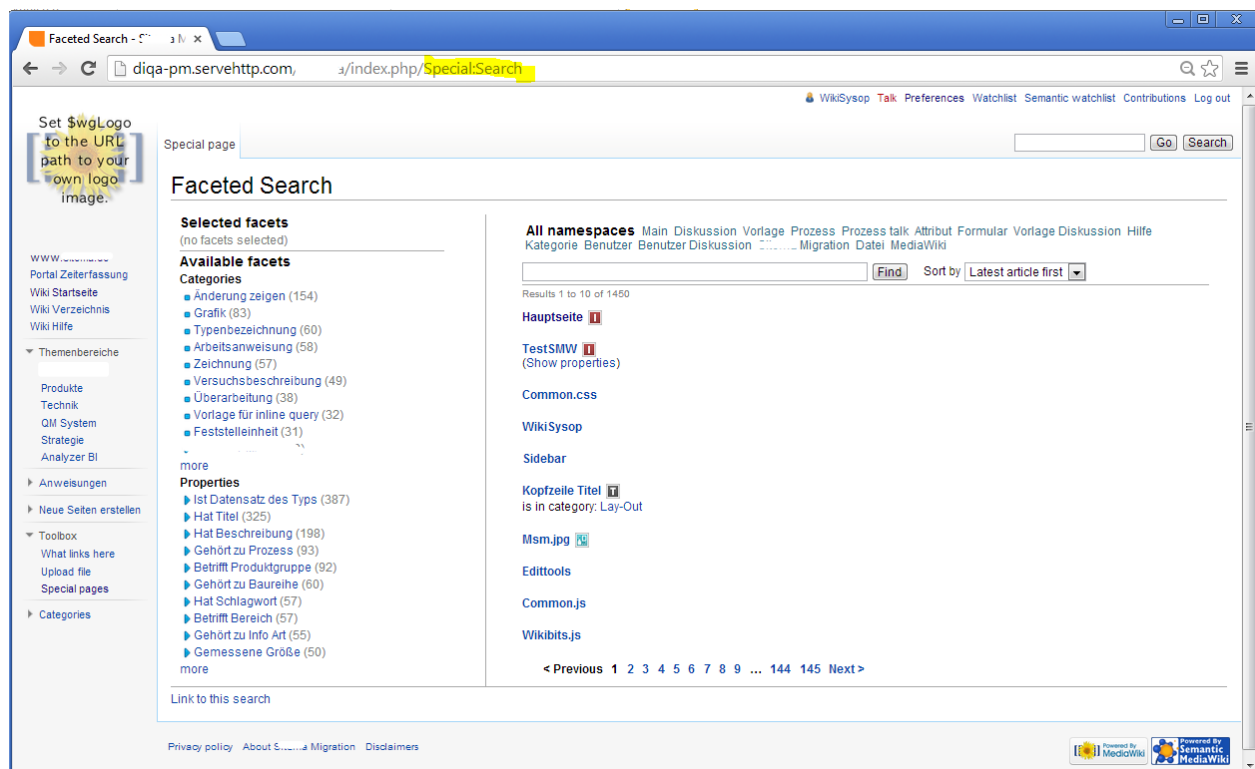 Faceted Search -
diqa-pm.servehttp.com, /index.php/Special:Search
WikiSysop Talk Preferences Watchlist Semantic watchlist Contributions Log out
Set $wgLogo
to the URL
path to your
own logo
image.
Special page
Go Search
Faceted Search
www.
Portal Zeiterfassung
Wiki Startseite
Wiki Verzeichnis
Wiki Hilfe
Themenbereiche
Produkte
Technik
QM System
Strategie
Analyzer BI
Anweisungen
Neue Seiten erstellen
Toolbox
What links here
Upload file
Special pages
Categories
Selected facets
(no facets selected)
Available facets
Categories
Änderung zeigen (154)
Grafik (83)
Typenbezeichnung (60)
Arbeitsanweisung (58)
Zeichnung (57)
Versuchsbeschreibung (49)
Überarbeitung (38)
Vorlage für inline query (32)
Feststelleinheit (31)
more
Properties
Ist Datensatz des Typs (387)
Hat Titel (325)
Hat Beschreibung (198)
Gehört zu Prozess (93)
Betrifft Produktgruppe (92)
Gehört zu Baureihe (60)
Hat Schlagwort (57)
Betrifft Bereich (57)
Gehört zu Info Art (55)
Gemessene Größe (50)
more
All namespaces Main Diskussion Vorlage Prozess Prozess talk Attribut Formular Vorlage Diskussion Hilfe
Kategorie Benutzer Benutzer Diskussion Migration Datei MediaWiki
Find Sort by Latest article first
Results 1 to 10 of 1450
Hauptseite
TestSMW
(Show properties)
Common.css
WikiSysop
Sidebar
Kopfzeile Titel
is in category: Lay-Out
Msm.jpg
Edittools
Common.js
Wikibits.js
< Previous 1 2 3 4 5 6 7 8 9 ... 144 145 Next >
Link to this search
Privacy policy About Migration Disclaimers
Powered By
MediaWiki
Powered By
Semantic
MediaWiki